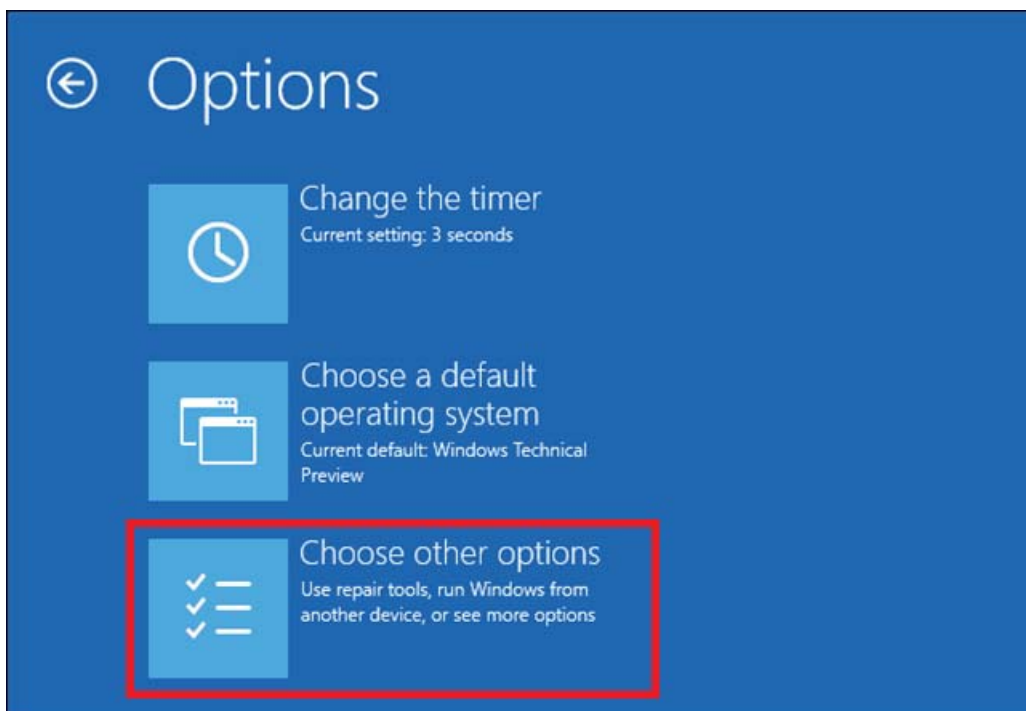 Options
Change the timer
Current setting: 3 seconds
Choose a default
operating system
Current default: Windows Technical
Preview
Choose other options
Use repair tools, run Windows from
another device, or see more options